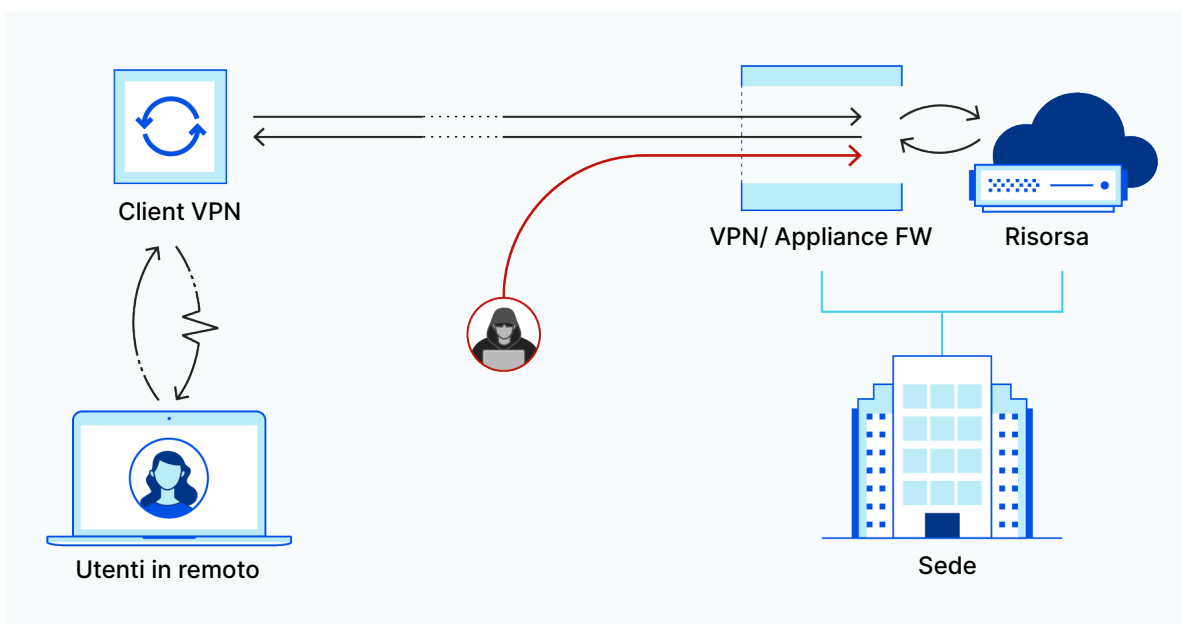 Client VPN
VPN/ Appliance FW
Risorsa
Utenti in remoto
Sede